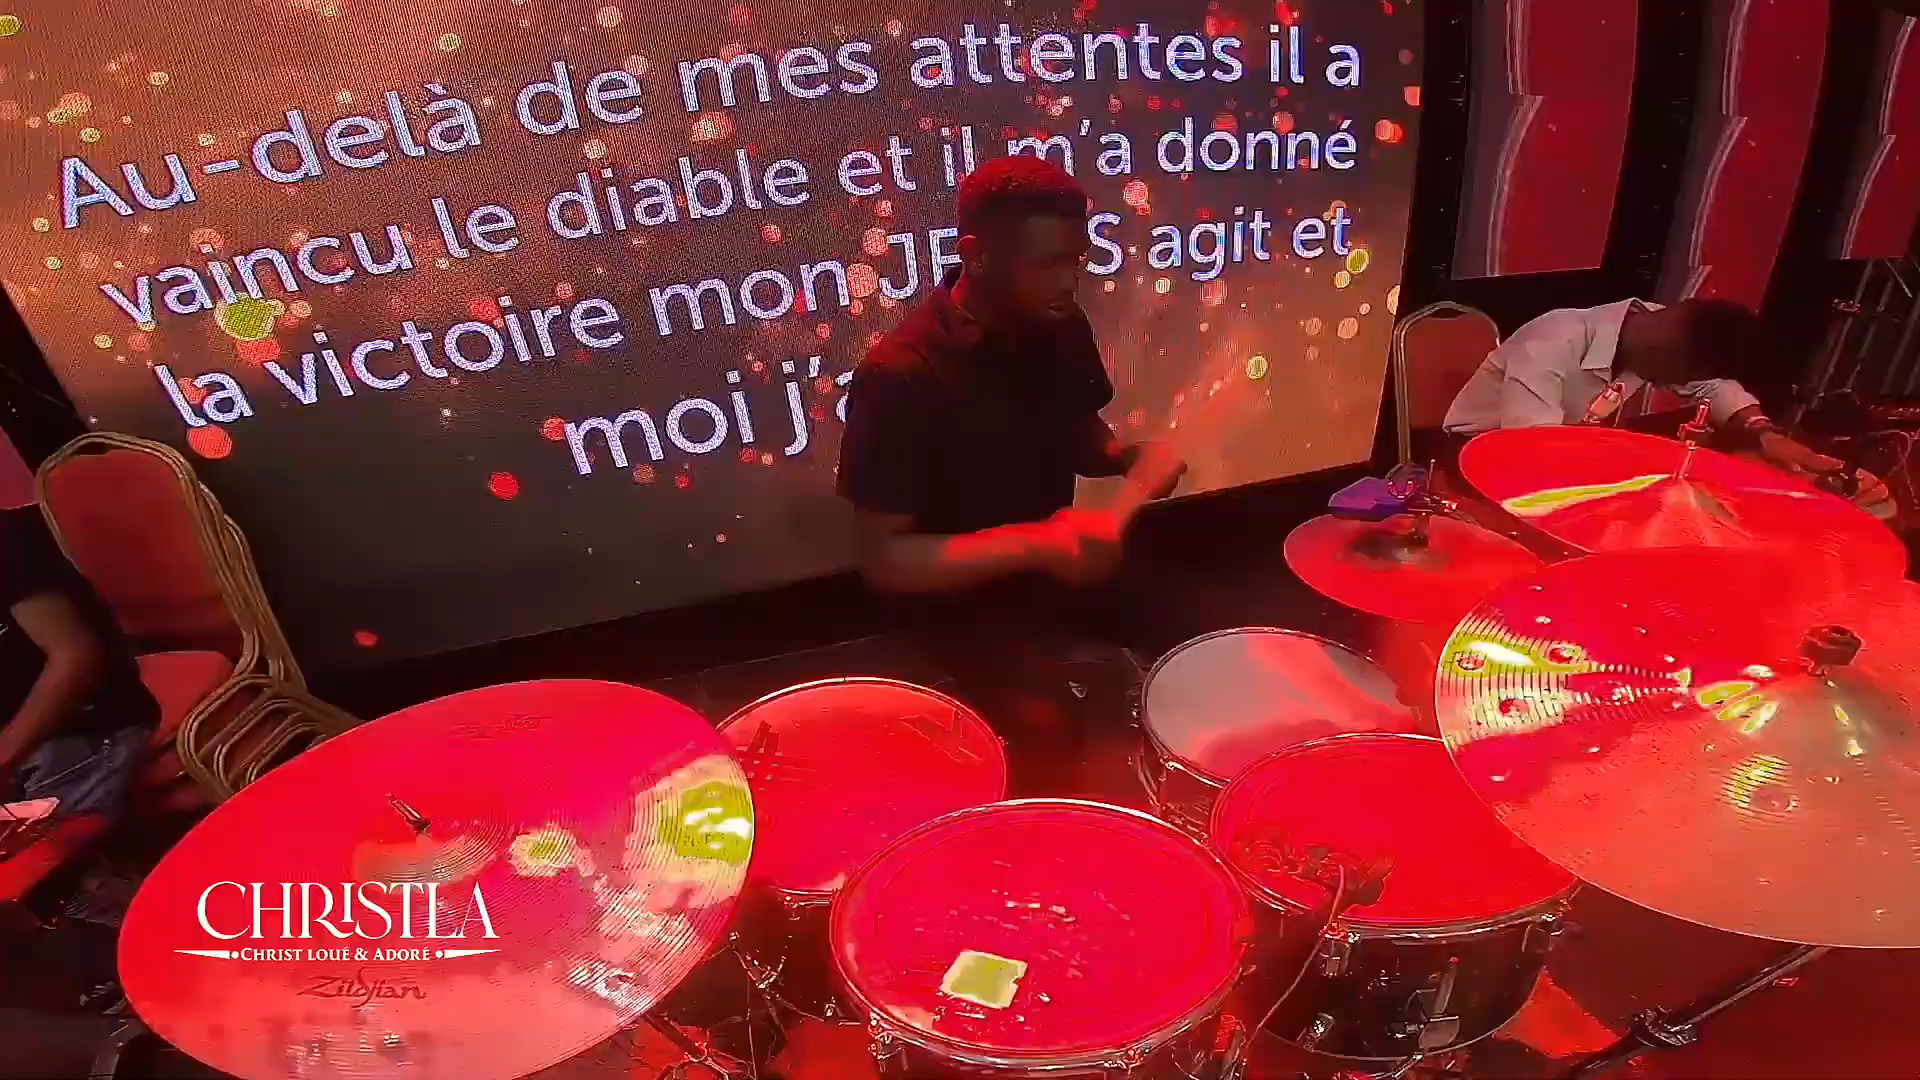 Au-delà de mes attentes il a
vaincu le diable et il m'a donné
la victoire mon agit et
moi
CHRISTLA
CHRIST LOUÉ & ADORÉ
Zildjian